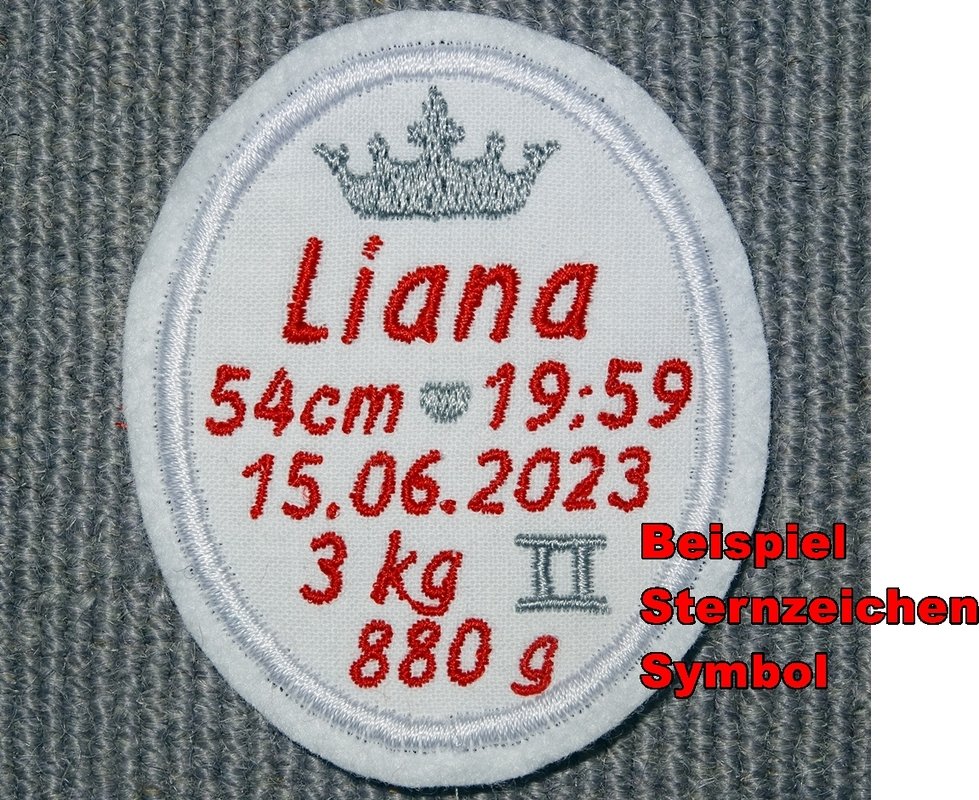 Liana
54cm 19:59
15.06.2023
3 kg
880 g
Beispiel
Sternzeichen
Symbol